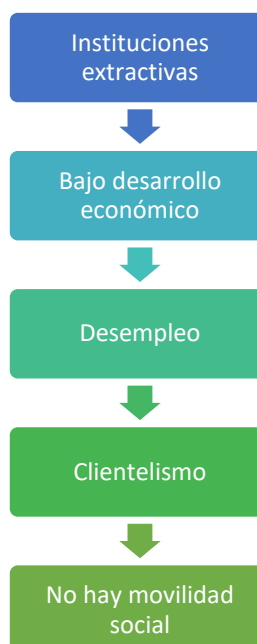 Instituciones
extractivas
Bajo desarrollo
económico
Desempleo
Clientelismo
No hay movilidad
social